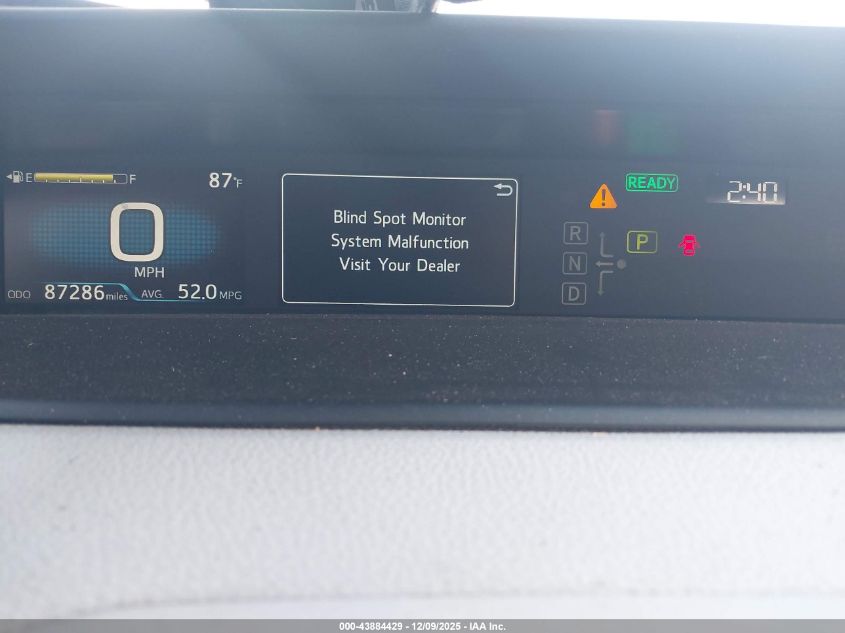 E F
87°F
0
MPH
ODO 87286 miles AVG. 52.0 MPG
Blind Spot Monitor
System Malfunction
Visit Your Dealer
READY
2:40
R
P
N
D
000-43884429 - 12/09/2025 - IAA Inc.